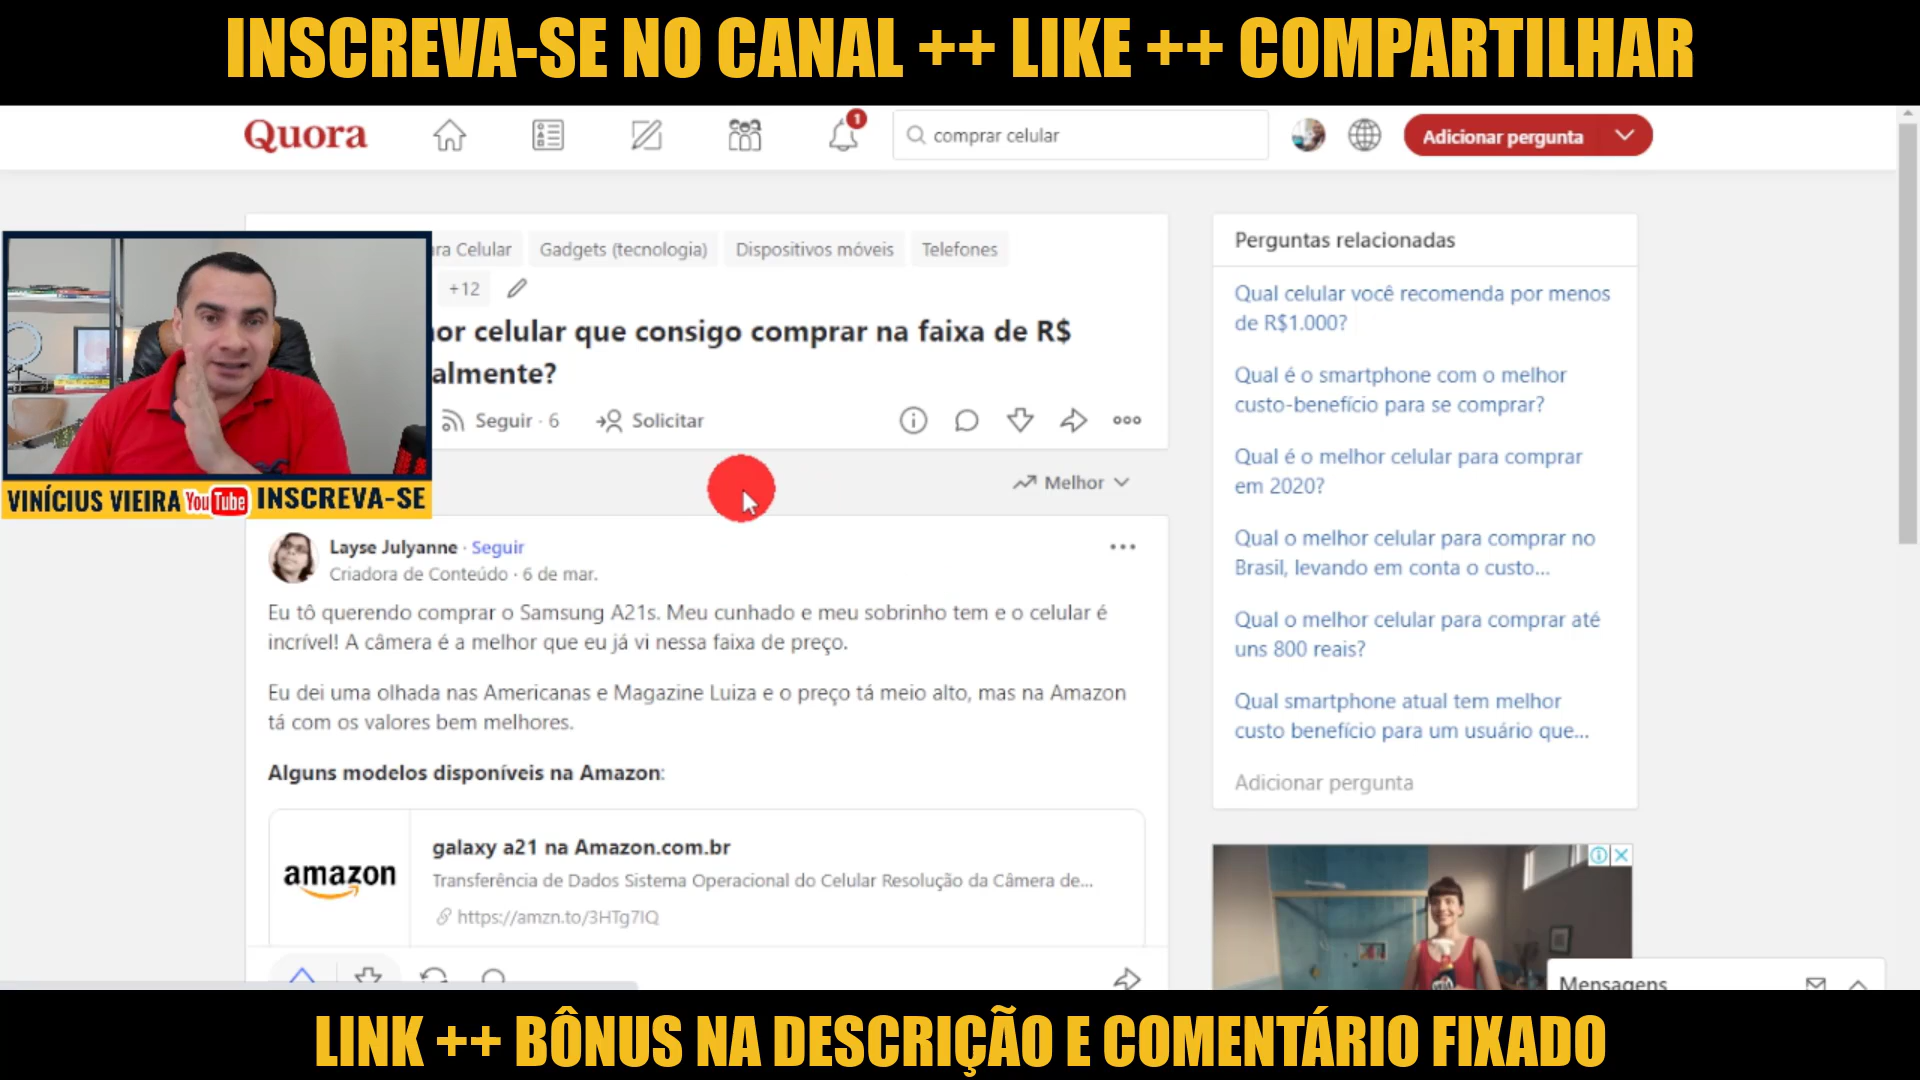 INSCREVA-SE NO CANAL ++ LIKE ++ COMPARTILHAR
Quora
1
comprar celular
Adicionar pergunta
ra Celular
Gadgets (tecnologia)
Dispositivos móveis
Telefones
+12
or celular que consigo comprar na faixa de R$
almente?
Seguir · 6
Solicitar
VINÍCIUS VIEIRA YouTube INSCREVA-SE
Melhor
Layse Julyanne · Seguir
Criadora de Conteúdo · 6 de mar.
Eu tô querendo comprar o Samsung A21s. Meu cunhado e meu sobrinho tem e o celular é
incrível! A câmera é a melhor que eu já vi nessa faixa de preço.
Eu dei uma olhada nas Americanas e Magazine Luiza e o preço tá meio alto, mas na Amazon
tá com os valores bem melhores.
Alguns modelos disponíveis na Amazon:
amazon
galaxy a21 na Amazon.com.br
Transferência de Dados Sistema Operacional do Celular Resolução da Câmera de...
https://amzn.to/3HTg7IQ
Perguntas relacionadas
Qual celular você recomenda por menos
de R$1.000?
Qual é o smartphone com o melhor
custo-benefício para se comprar?
Qual é o melhor celular para comprar
em 2020?
Qual o melhor celular para comprar no
Brasil, levando em conta o custo...
Qual o melhor celular para comprar até
uns 800 reais?
Qual smartphone atual tem melhor
custo benefício para um usuário que...
Adicionar pergunta
Mensagens
LINK ++ BÔNUS NA DESCRIÇÃO E COMENTÁRIO FIXADO